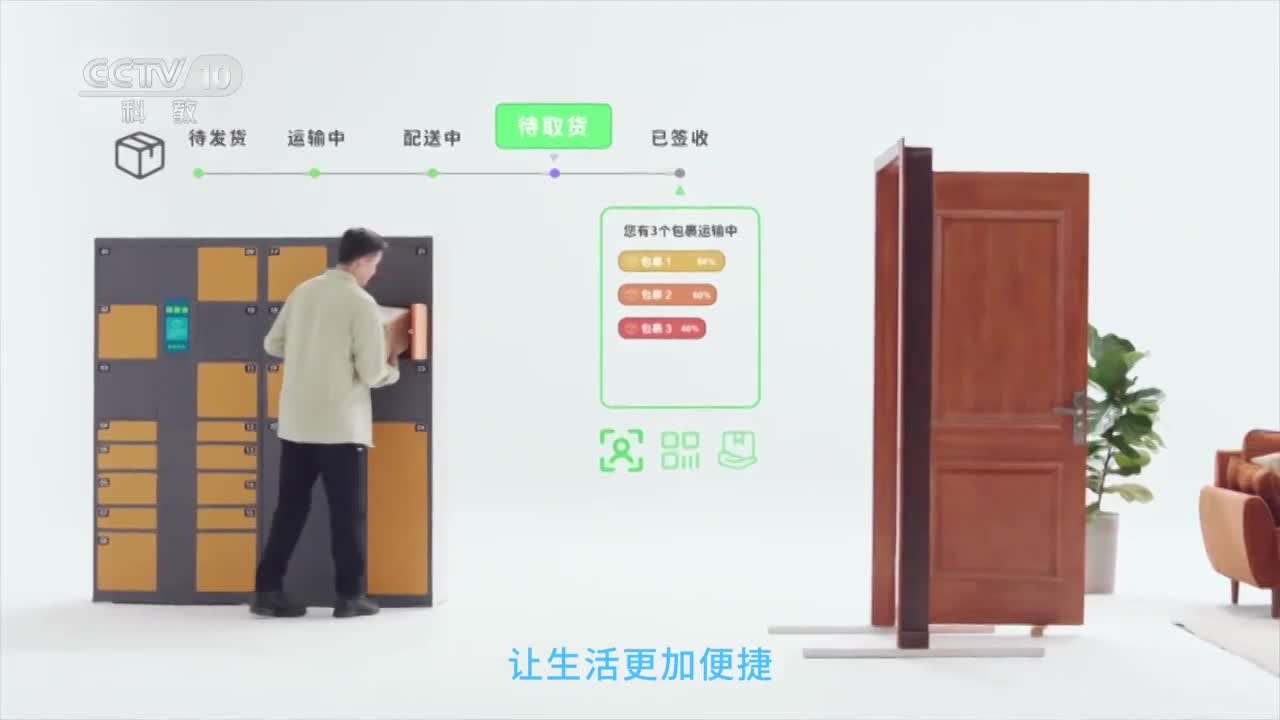 CCTV 10
科教
待发货 运输中 配送中 待取货 已签收
您有3个包裹运输中
包裹 1
包裹 2 60%
包裹 3 40%
让生活更加便捷